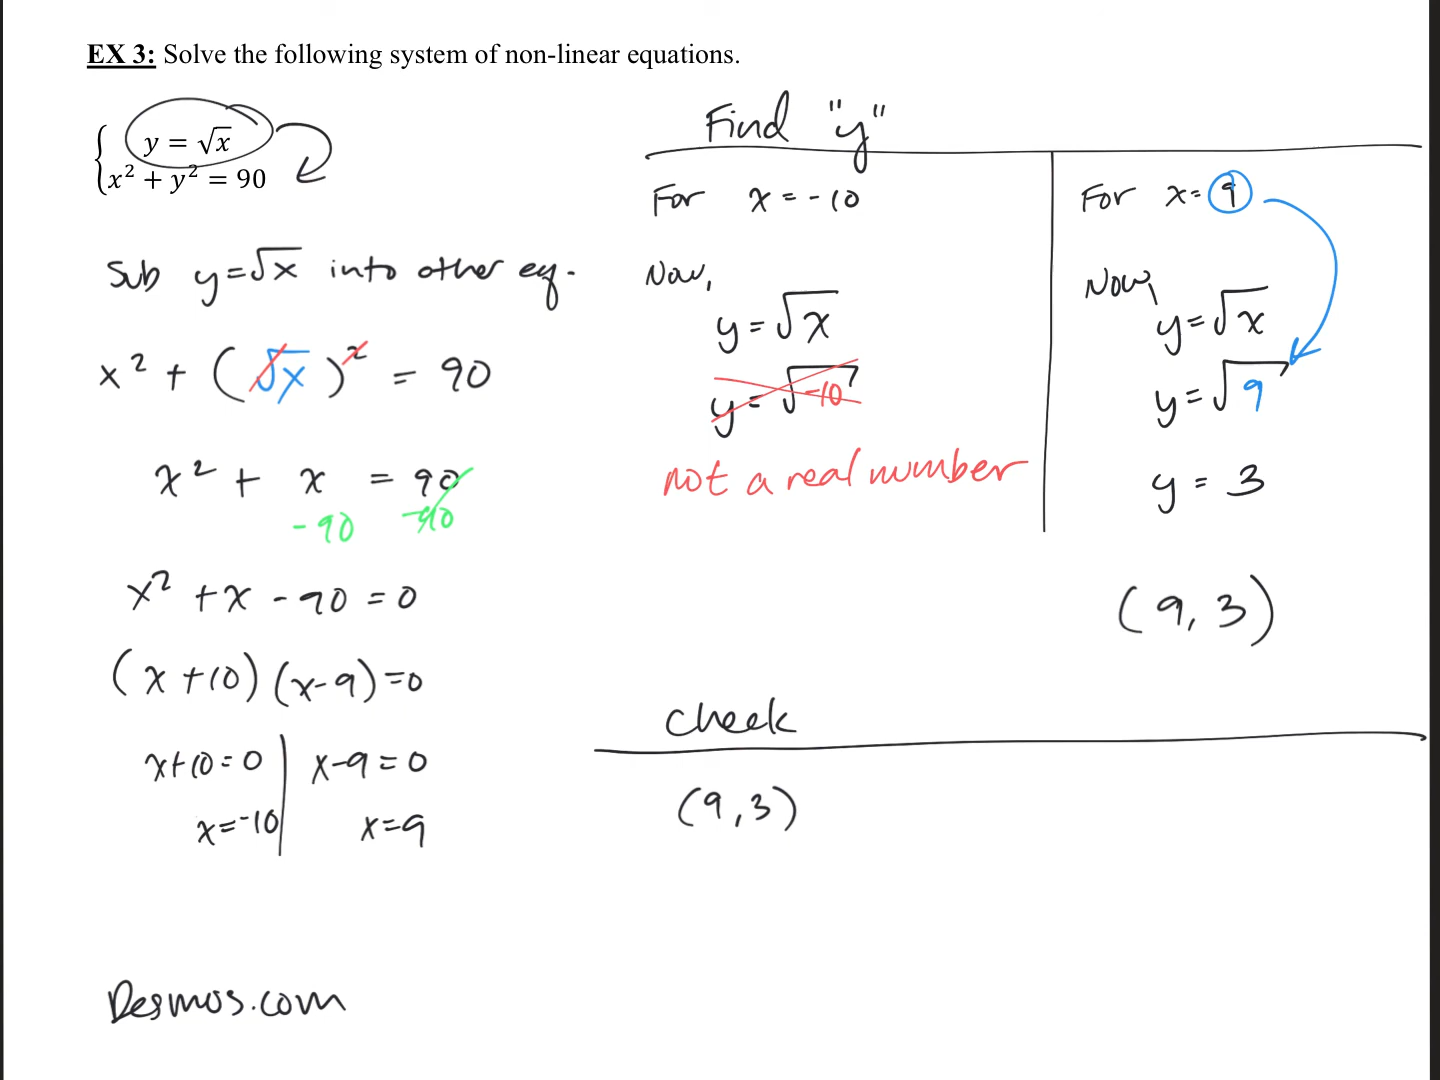 EX 3: Solve the following system of non-linear equations.
y = √x
x² + y² = 90
Sub y=√x into other eq.
x² + (√x)² = 90
x² + x = 90
-90 -90
x² + x - 90 = 0
(x+10)(x-9)=0
x+10=0 x-9=0
x=-10 x=9
Desmos.com
Find "y"
For x = -10
Now,
y=√x
y=√-10
not a real number
For x=9
Now,
y=√x
y=√9
y = 3
(9, 3)
Check
(9,3)